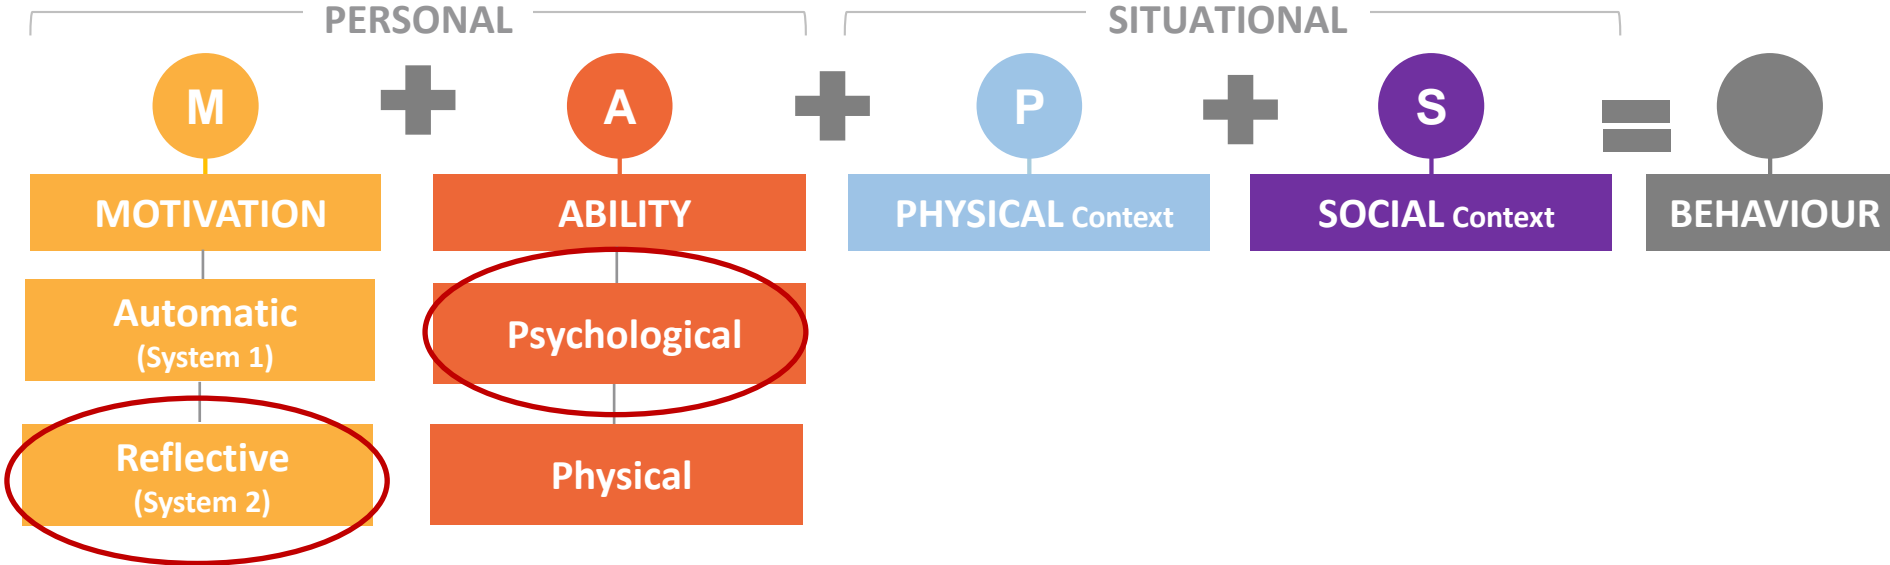 PERSONAL
SITUATIONAL
M
A
P
S
MOTIVATION
ABILITY
PHYSICAL Context
SOCIAL Context
BEHAVIOUR
Automatic
(System 1)
Psychological
Reflective
(System 2)
Physical